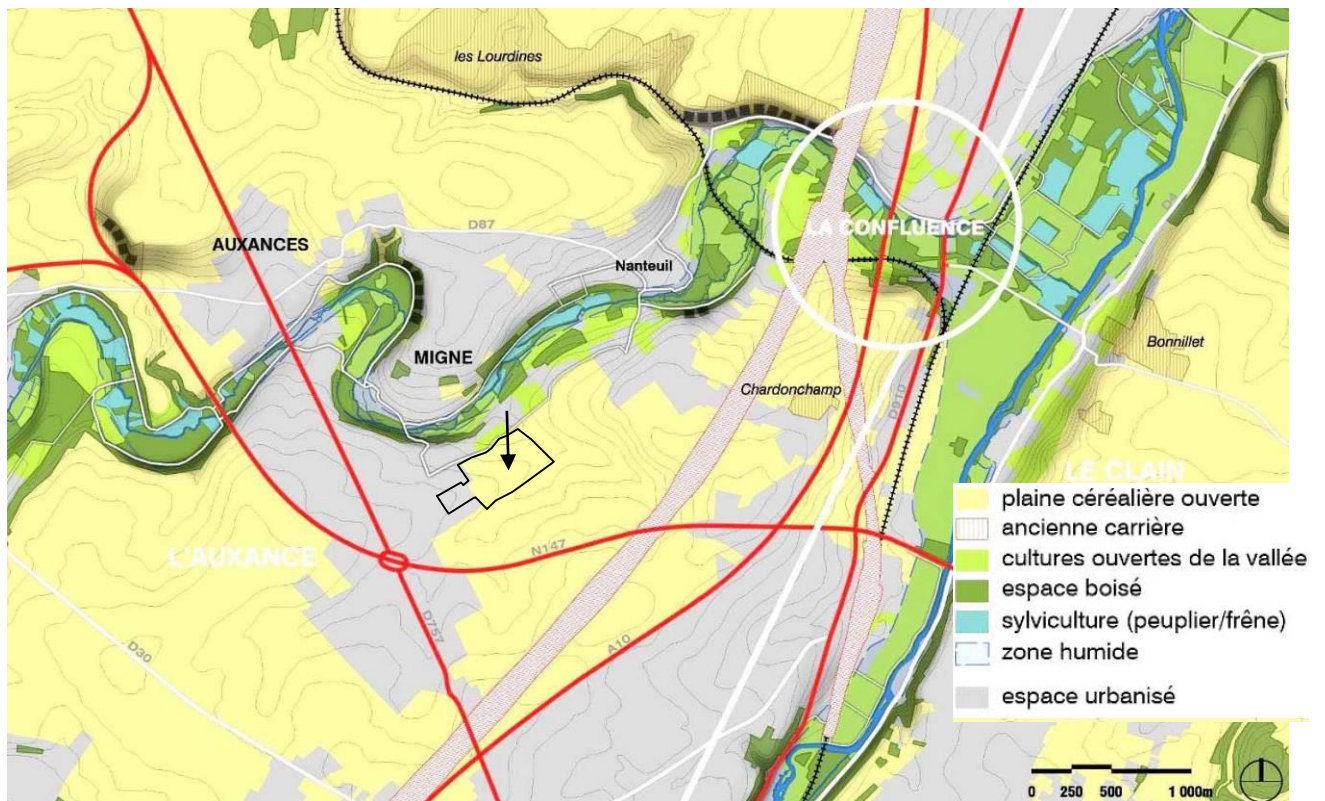 les Lourdines
AUXANCES
D87
LA CONFLUENCE
Nanteuil
D4
MIGNE
Bonnillet
Chardonchamp
D910
LE CLAIN
L'AUXANCE
N147
D757
A10
D30
plaine céréalière ouverte
ancienne carrière
cultures ouvertes de la vallée
espace boisé
sylviculture (peuplier/frêne)
zone humide
espace urbanisé
0 250 500 1 000m